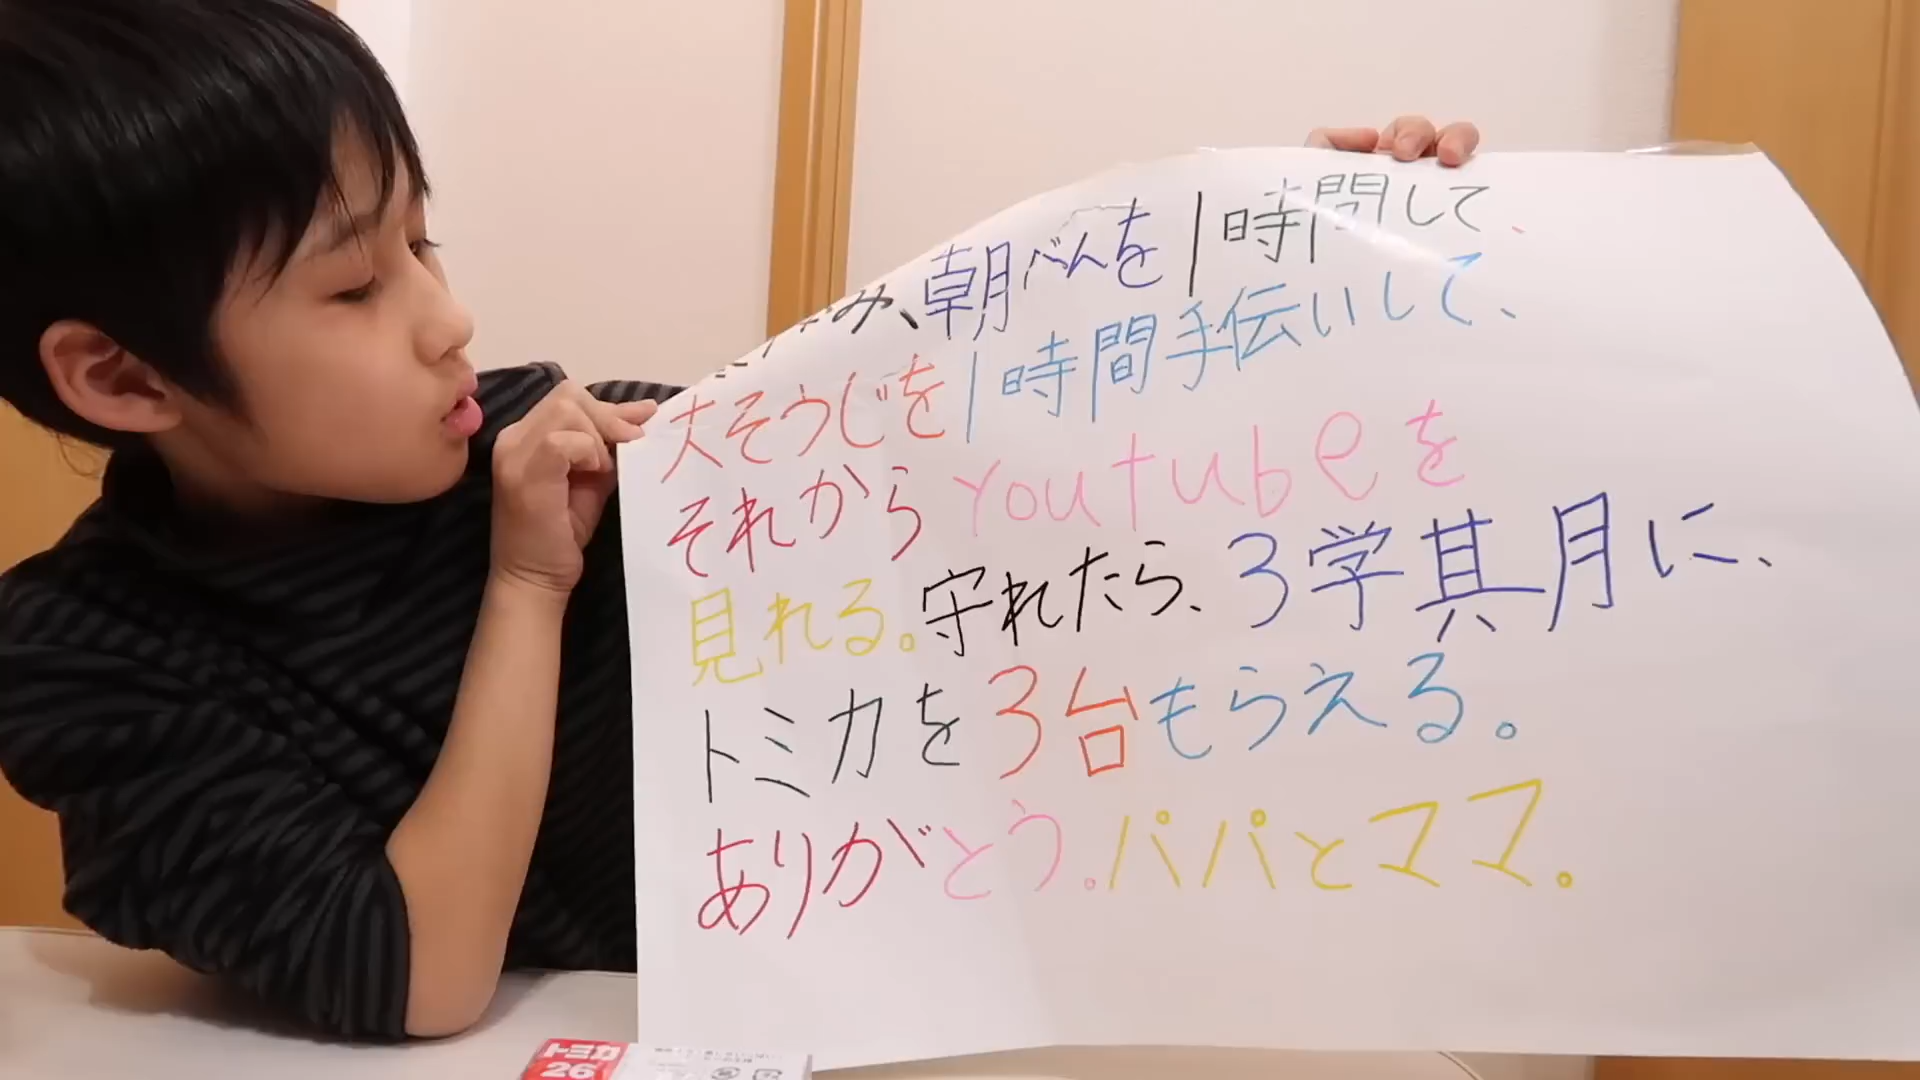 み、朝べんを1時間して、
大そうじを1時間手伝いして、
それからyoutubeを
見れる。守れたら、3学期に、
トミカを3台もらえる。
ありがとう。パパとママ。
トミカ
26